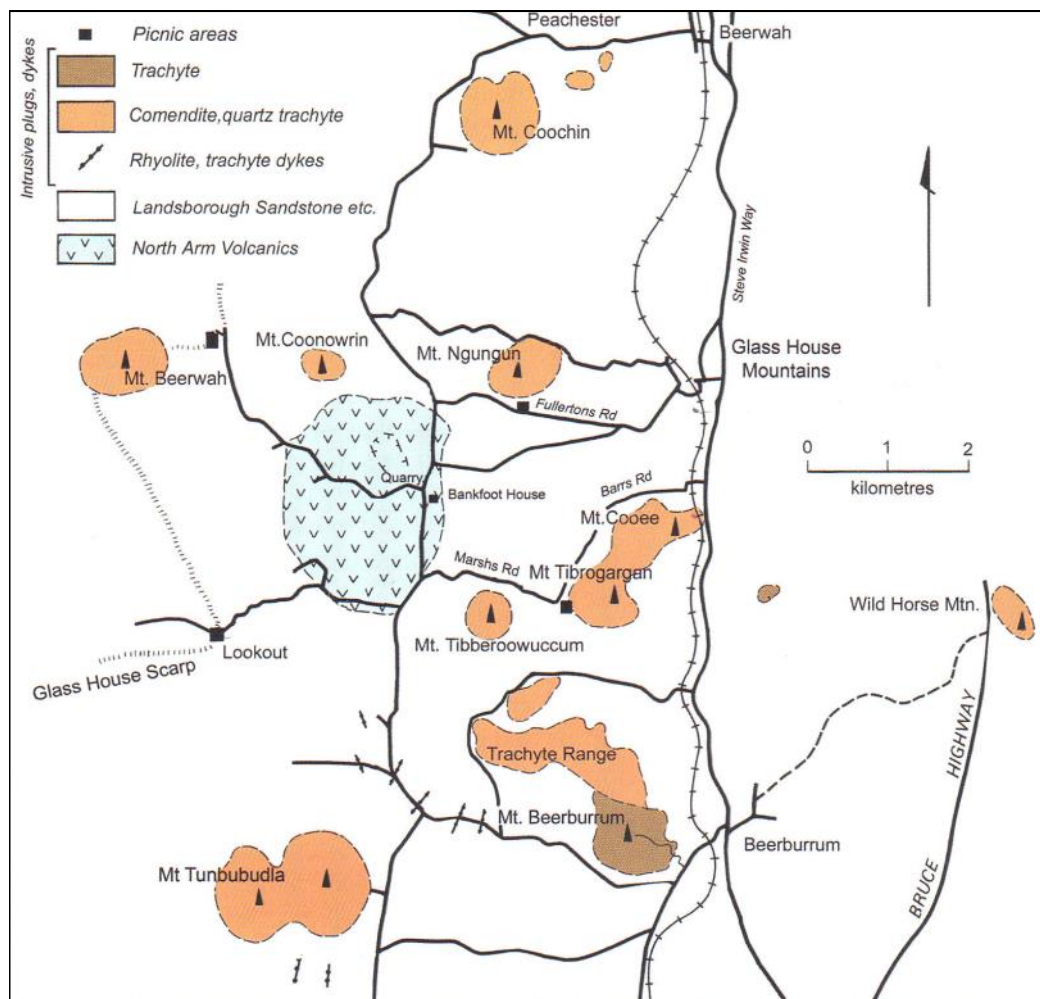 Peachester
Beerwah
Picnic areas
Intrusive plugs, dykes
Trachyte
Comendite,quartz trachyte
Rhyolite, trachyte dykes
Landsborough Sandstone etc.
North Arm Volcanics
Mt. Coochin
Steve Irwin Way
Mt. Beerwah
Mt.Coonowrin
Mt. Ngungun
Glass House
Mountains
Fullertons Rd
0 1 2
kilometres
Quarry
Bankfoot House
Barrs Rd
Mt.Cooee
Marshs Rd
Mt Tibrogargan
Wild Horse Mtn.
Mt. Tibberoowuccum
Lookout
Glass House Scarp
Trachyte Range
Mt. Beerburrum
Beerburrum
BRUCE HIGHWAY
Mt Tunbubudla